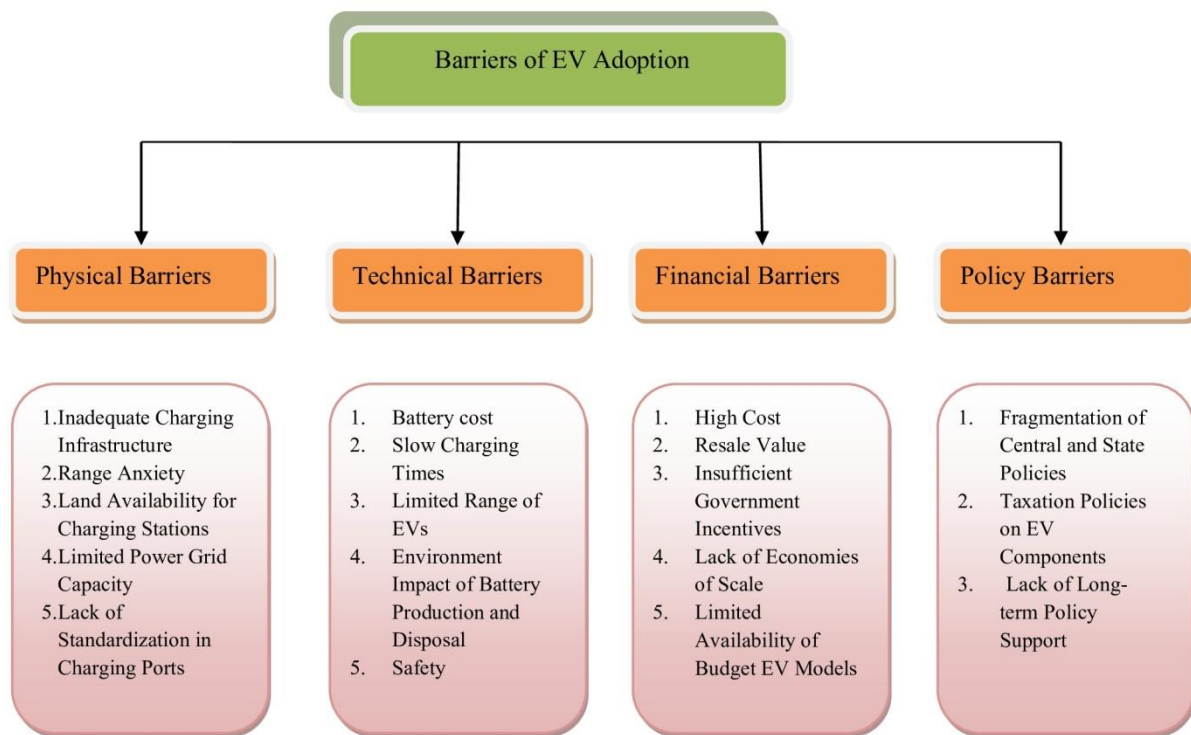 Barriers of EV Adoption
Physical Barriers
Technical Barriers
Financial Barriers
Policy Barriers
1.Inadequate Charging
Infrastructure
2.Range Anxiety
3.Land Availability for
Charging Stations
4.Limited Power Grid
Capacity
5.Lack of
Standardization in
Charging Ports
1. Battery cost
2. Slow Charging
Times
3. Limited Range of
EVs
4. Environment
Impact of Battery
Production and
Disposal
5. Safety
1. High Cost
2. Resale Value
3. Insufficient
Government
Incentives
4. Lack of Economies
of Scale
5. Limited
Availability of
Budget EV Models
1. Fragmentation of
Central and State
Policies
2. Taxation Policies
on EV
Components
3. Lack of Long-
term Policy
Support